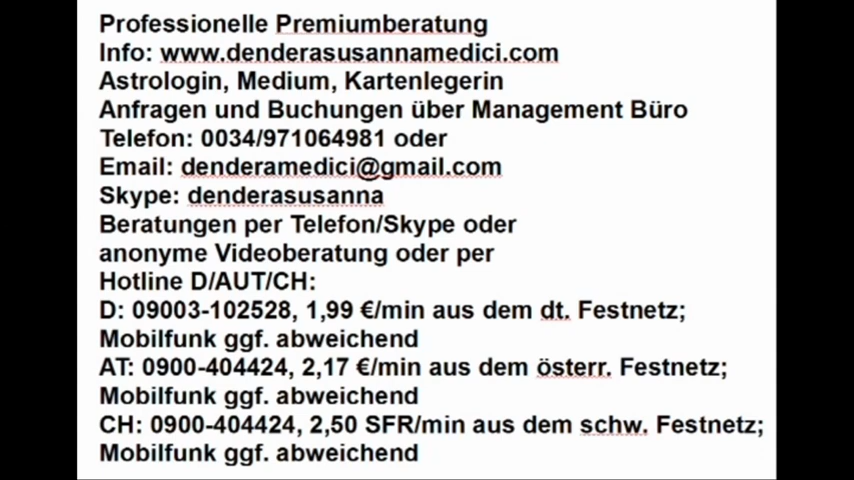 Professionelle Premiumberatung
Info: www.denderasusannamedici.com
Astrologin, Medium, Kartenlegerin
Anfragen und Buchungen über Management Büro
Telefon: 0034/971064981 oder
Email: denderamedici@gmail.com
Skype: denderasusanna
Beratungen per Telefon/Skype oder
anonyme Videoberatung oder per
Hotline D/AUT/CH:
D: 09003-102528, 1,99 €/min aus dem dt. Festnetz;
Mobilfunk ggf. abweichend
AT: 0900-404424, 2,17 €/min aus dem österr. Festnetz;
Mobilfunk ggf. abweichend
CH: 0900-404424, 2,50 SFR/min aus dem schw. Festnetz;
Mobilfunk ggf. abweichend